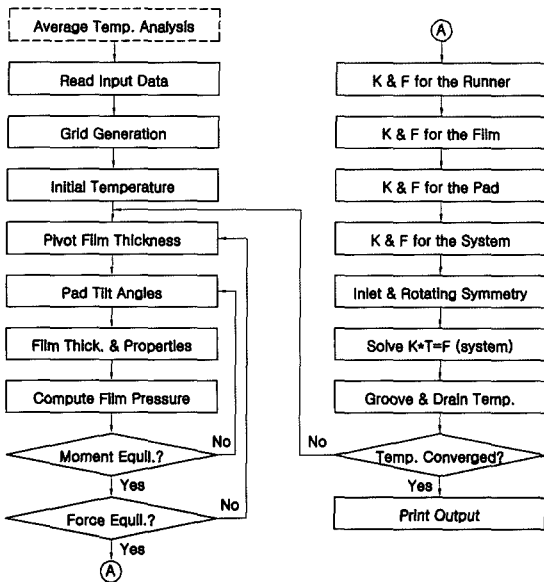 Average Temp. Analysis
Read Input Data
Grid Generation
Initial Temperature
Pivot Film Thickness
Pad Tilt Angles
Film Thick. & Properties
Compute Film Pressure
No
Moment Equil.?
Yes
No
Force Equil.?
Yes
A
A
K & F for the Runner
K & F for the Film
K & F for the Pad
K & F for the System
Inlet & Rotating Symmetry
Solve K*T=F (system)
Groove & Drain Temp.
No
Temp. Converged?
Yes
Print Output